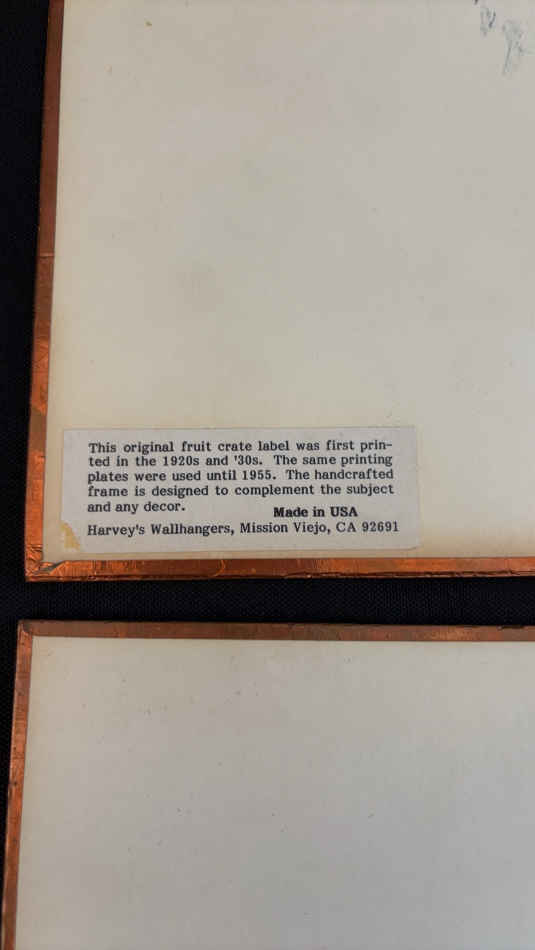 This original fruit crate label was first prin-
ted in the 1920s and '30s. The same printing
plates were used until 1955. The handcrafted
frame is designed to complement the subject
and any decor.
Made in USA
Harvey's Wallhangers, Mission Viejo, CA 92691